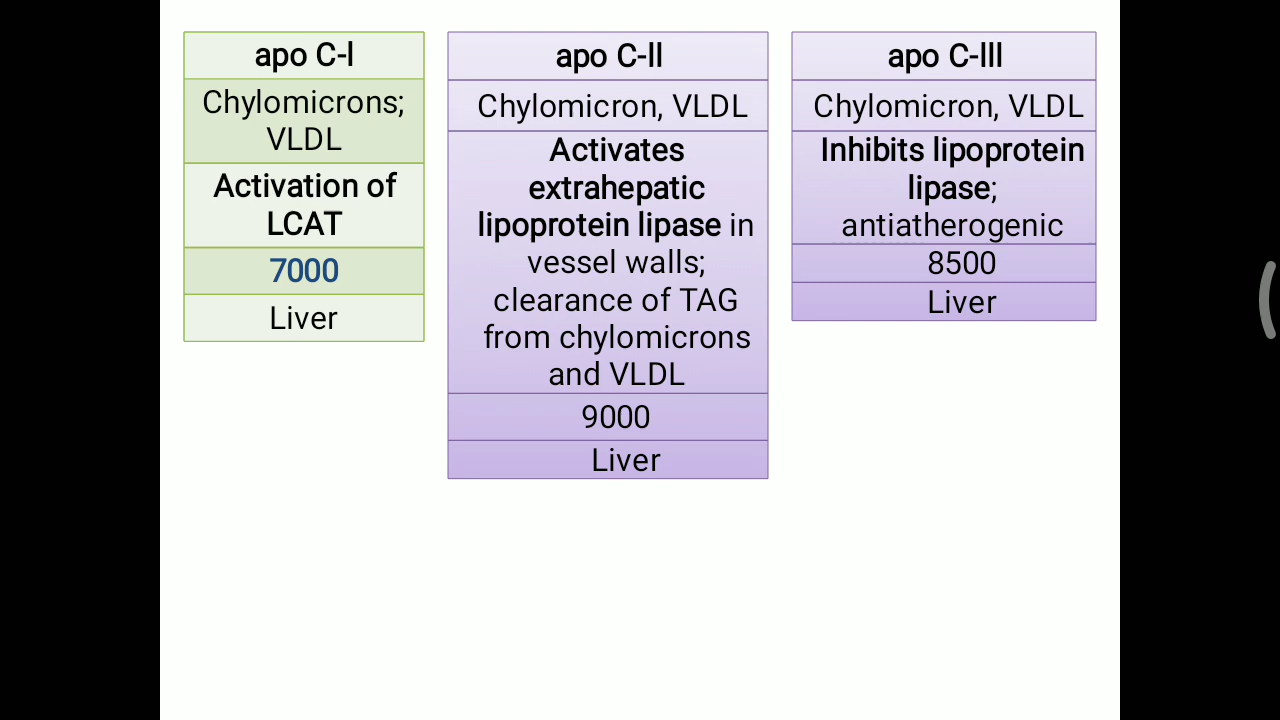 apo C-I
Chylomicrons;
VLDL
Activation of
LCAT
7000
Liver
apo C-II
Chylomicron, VLDL
Activates
extrahepatic
lipoprotein lipase in
vessel walls;
clearance of TAG
from chylomicrons
and VLDL
9000
Liver
apo C-III
Chylomicron, VLDL
Inhibits lipoprotein
lipase;
antiatherogenic
8500
Liver